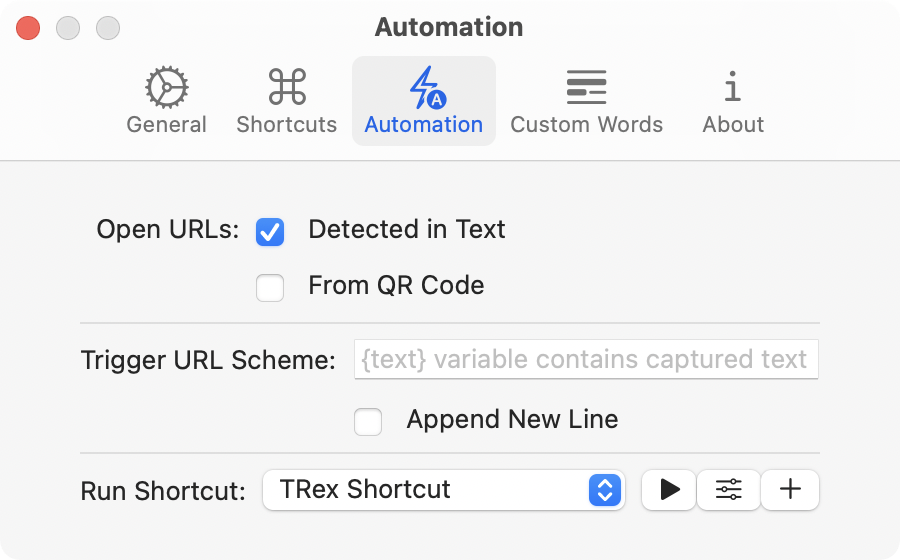 Automation
General Shortcuts Automation Custom Words About
Open URLs: Detected in Text
From QR Code
Trigger URL Scheme: {text} variable contains captured text
Append New Line
Run Shortcut: TRex Shortcut